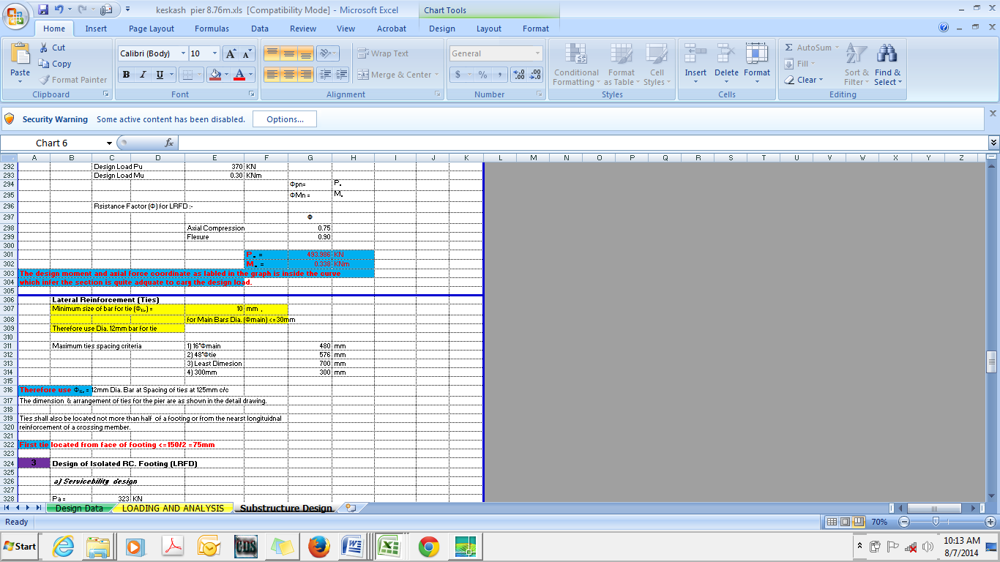 keskash pier 8.76m.xls [Compatibility Mode] - Microsoft Excel
Chart Tools
Home Insert Page Layout Formulas Data Review View Acrobat Design Layout Format
Paste
Cut
Copy
Format Painter
Clipboard
Calibri (Body) 10
B I U
Font
Wrap Text
Merge & Center
Alignment
General
$ % ,
Number
Conditional Formatting
Format as Table
Cell Styles
Styles
Insert Delete Format
Cells
Σ AutoSum
Fill
Clear
Sort & Filter
Find & Select
Editing
Security Warning Some active content has been disabled. Options...
Chart 6 fx
A B C D E F G H I J K L M N O P Q R S T U V W X Y Z
292 Design Load Pu 370 KN
293 Design Load Mu 0.30 KNm
294 Φpn= P
295 ΦMn = M
296 Rsistance Factor (Φ) for LRFD :-
297 Φ
298 Axial Compression 0.75
299 Flexure 0.90
300
301 P = KN
302 M = KNm
303 The design moment and axial force coordinate as labled in the graph is inside the curve
304 which infer the section is quite adquate to cary the design load.
305
306 Lateral Reinforcement (Ties)
307 Minimum size of bar for tie (Φtie) = 10 mm ,
308 for Main Bars Dia. (Φmain) <=30mm
309 Therefore use Dia. 12mm bar for tie
310
311 Maximum ties spacing criteria 1) 16*Φmain 480 mm
312 2) 48*Φtie 576 mm
313 3) Least Dimesion 700 mm
314 4) 300mm 300 mm
315
316 Therefore use Φtie = 12mm Dia. Bar at Spacing of ties at 125mm c/c
317 The dimension & arrangement of ties for the pier are as shown in the detail drawing.
318
319 Ties shall also be located not more than half of a footing or from the nearst longituidnal
320 reinforcement of a crossing member.
321
322 First tie located from face of footing <=150/2 =75mm
323
324 3 Design of Isolated RC. Footing (LRFD)
325
326 a) Servicebility design
327
328 Pa = 323 KN
Design Data LOADING AND ANALYSIS Substructure Design
Ready 70%
Start
10:13 AM
8/7/2014